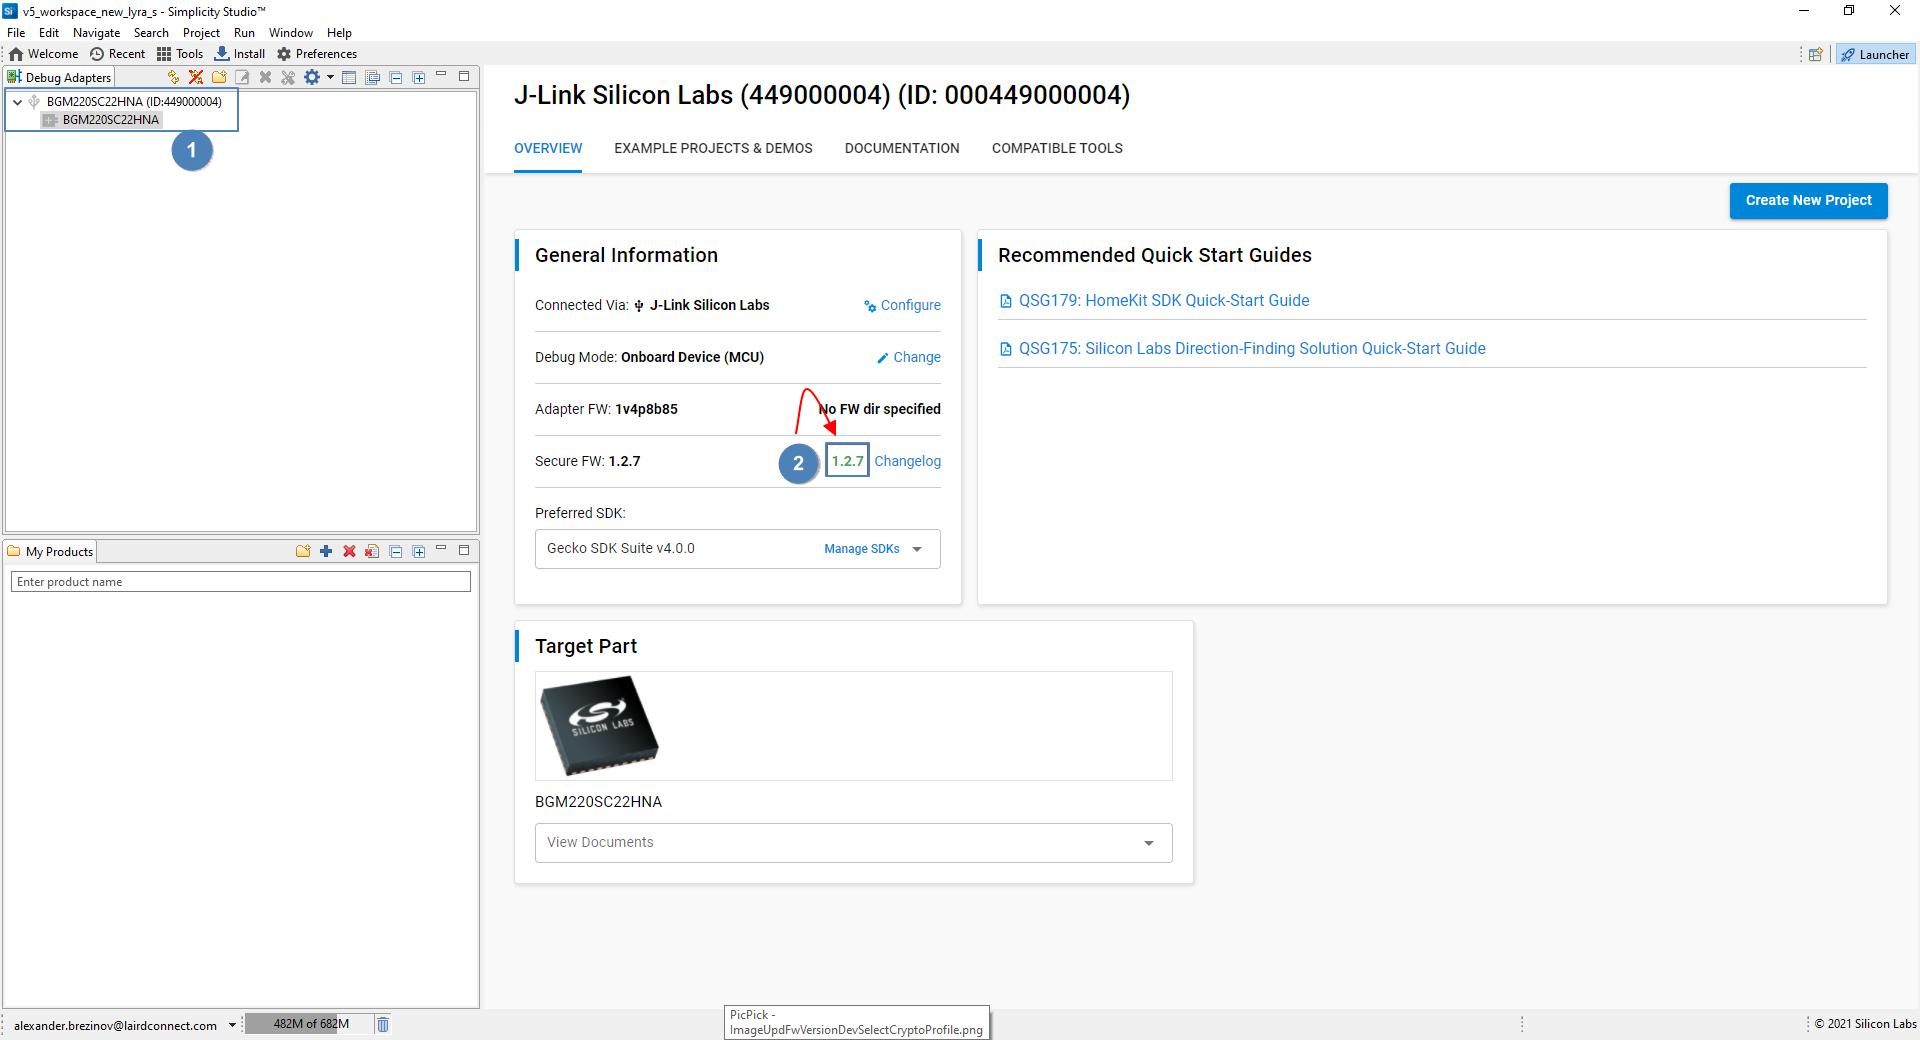 v5_workspace_new_lyra_s - Simplicity Studio™
File Edit Navigate Search Project Run Window Help
Welcome Recent Tools Install Preferences
Launcher
Debug Adapters
BGM220SC22HNA (ID:449000004)
BGM220SC22HNA
1
My Products
Enter product name
J-Link Silicon Labs (449000004) (ID: 000449000004)
OVERVIEW EXAMPLE PROJECTS & DEMOS DOCUMENTATION COMPATIBLE TOOLS
Create New Project
General Information
Connected Via: J-Link Silicon Labs Configure
Debug Mode: Onboard Device (MCU) Change
Adapter FW: 1v4p8b85 No FW dir specified
Secure FW: 1.2.7 2 1.2.7 Changelog
Preferred SDK:
Gecko SDK Suite v4.0.0 Manage SDKs
Recommended Quick Start Guides
QSG179: HomeKit SDK Quick-Start Guide
QSG175: Silicon Labs Direction-Finding Solution Quick-Start Guide
Target Part
SILICON LABS
BGM220SC22HNA
View Documents
alexander.brezinov@lairdconnect.com 482M of 682M
PicPick -
ImageUpdFwVersionDevSelectCryptoProfile.png
© 2021 Silicon Labs